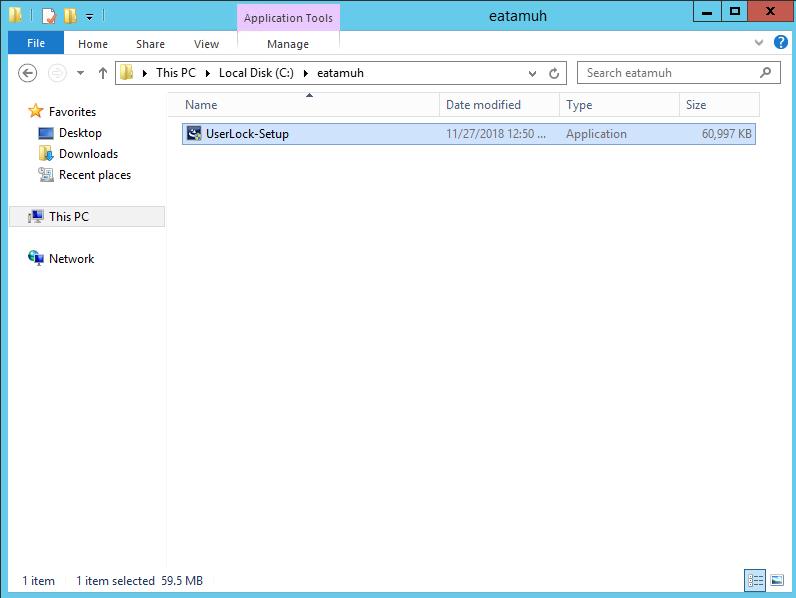 Application Tools
eatamuh
File Home Share View Manage
This PC Local Disk (C:) eatamuh
Search eatamuh
Name Date modified Type Size
UserLock-Setup 11/27/2018 12:50 ... Application 60,997 KB
Favorites
Desktop
Downloads
Recent places
This PC
Network
1 item 1 item selected 59.5 MB